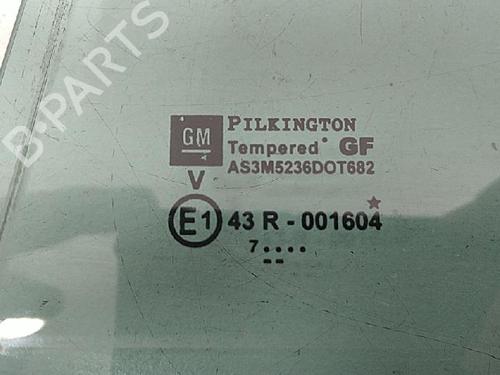 B-PARTS
GM PILKINGTON
Tempered GF
AS3M5236DOT682
V
E1 43 R - 001604
7....
--